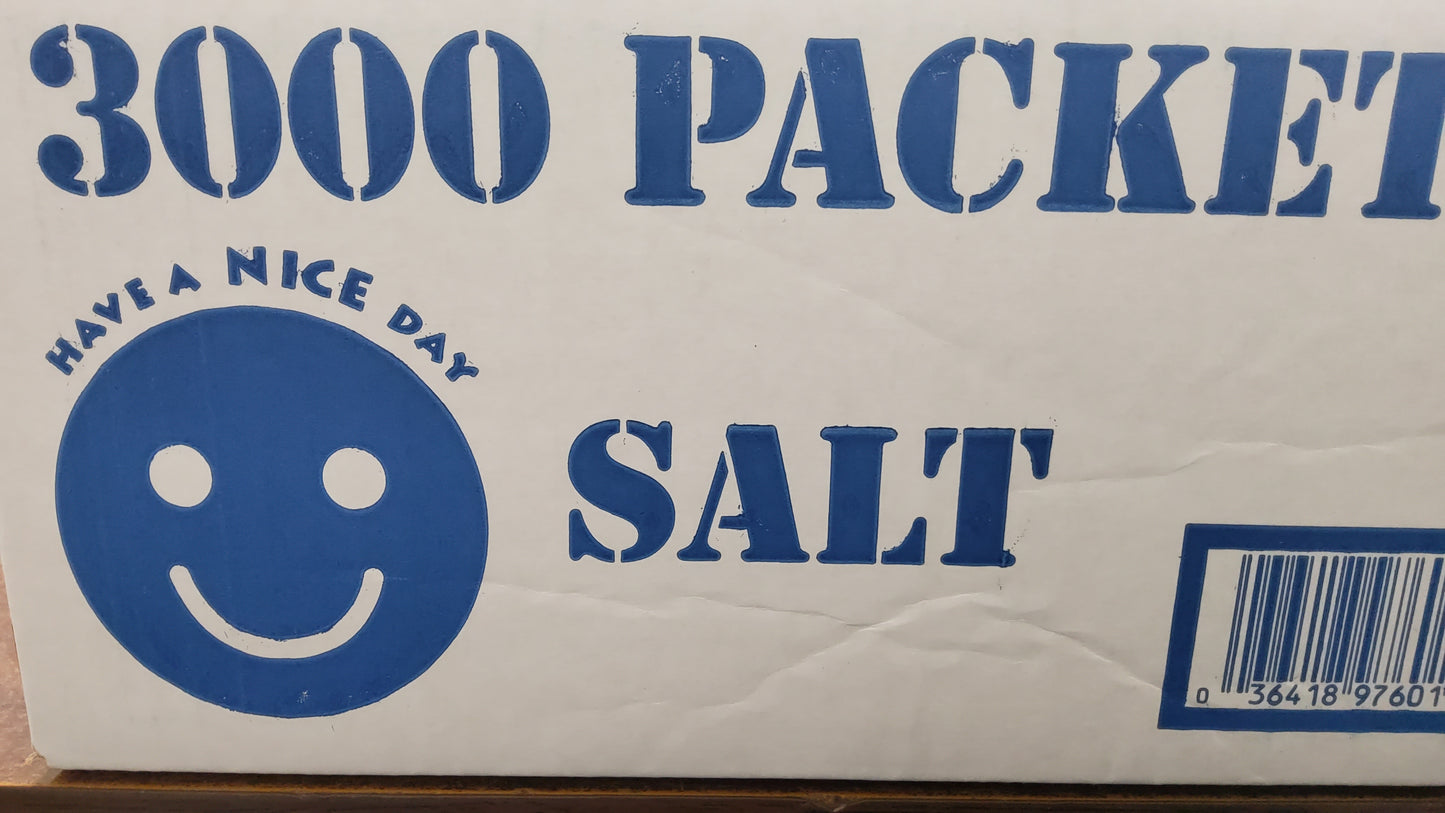 3000 PACKET
HAVE A NICE DAY
SALT
0 36418 97601